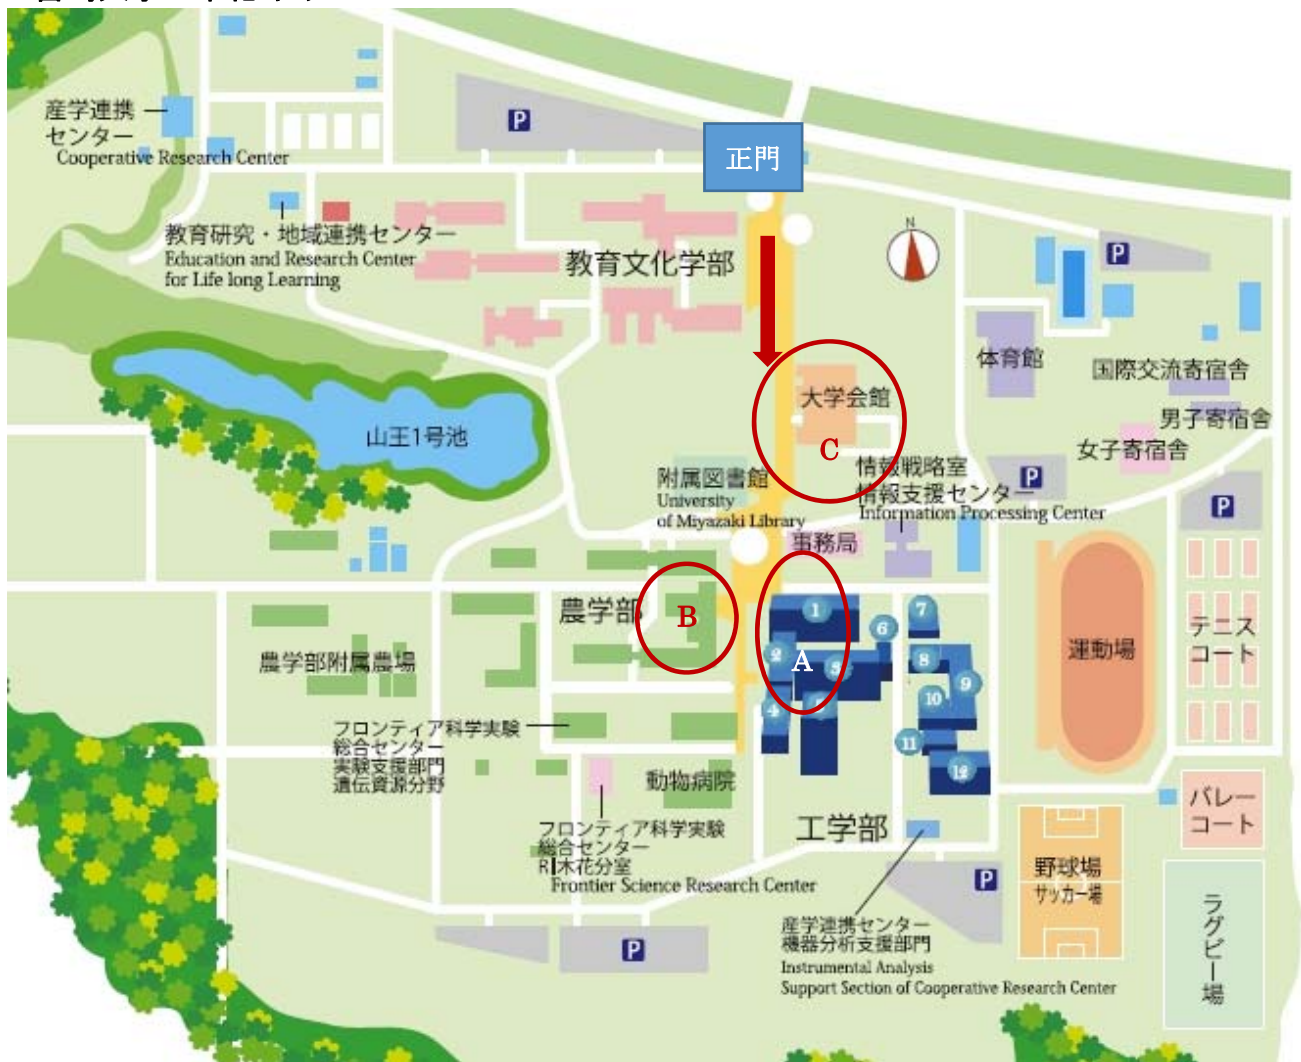 産学連携
センター
Cooperative Research Center
P
正門
教育研究・地域連携センター
Education and Research Center
for Life long Learning
教育文化学部
N
P
体育館
国際交流寄宿舎
男子寄宿舎
女子寄宿舎
大学会館
C
山王1号池
附属図書館
University
of Miyazaki Library
情報戦略室
情報支援センター
Information Processing Center
P
P
事務局
農学部
B
農学部附属農場
1
2
3
4
5
6
7
8
9
10
11
12
A
運動場
テニス
コート
フロンティア科学実験
総合センター
実験支援部門
遺伝資源分野
動物病院
フロンティア科学実験
総合センター
RI木花分室
Frontier Science Research Center
工学部
バレー
コート
野球場
サッカー場
P
P
産学連携センター
機器分析支援部門
Instrumental Analysis
Support Section of Cooperative Research Center
ラグビー場